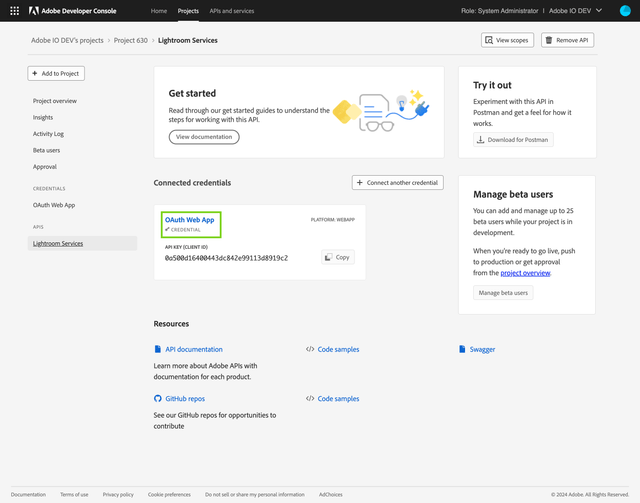 Adobe Developer Console
Home
Projects
APIs and services
Role: System Administrator | Adobe IO DEV
Adobe IO DEV's projects > Project 630 > Lightroom Services
View scopes
Remove API
+ Add to Project
Project overview
Insights
Activity Log
Beta users
Approval
CREDENTIALS
OAuth Web App
APIS
Lightroom Services
Get started
Read through our get started guides to understand the
steps for working with this API.
View documentation
Try it out
Experiment with this API in
Postman and get a feel for how it
works.
Download for Postman
Connected credentials
+ Connect another credential
OAuth Web App
CREDENTIAL
PLATFORM: WEBAPP
API KEY (CLIENT ID)
0a500d16400443dc842e99113d8919c2
Copy
Manage beta users
You can add and manage up to 25
beta users while your project is in
development.
When you're ready to go live, push
to production or get approval
from the project overview.
Manage beta users
Resources
API documentation
Learn more about Adobe APIs with
documentation for each product.
</> Code samples
Swagger
GitHub repos
See our GitHub repos for opportunities to
contribute
</> Code samples
Documentation
Terms of use
Privacy policy
Cookie preferences
Do not sell or share my personal information
AdChoices
© 2024 Adobe. All Rights Reserved.